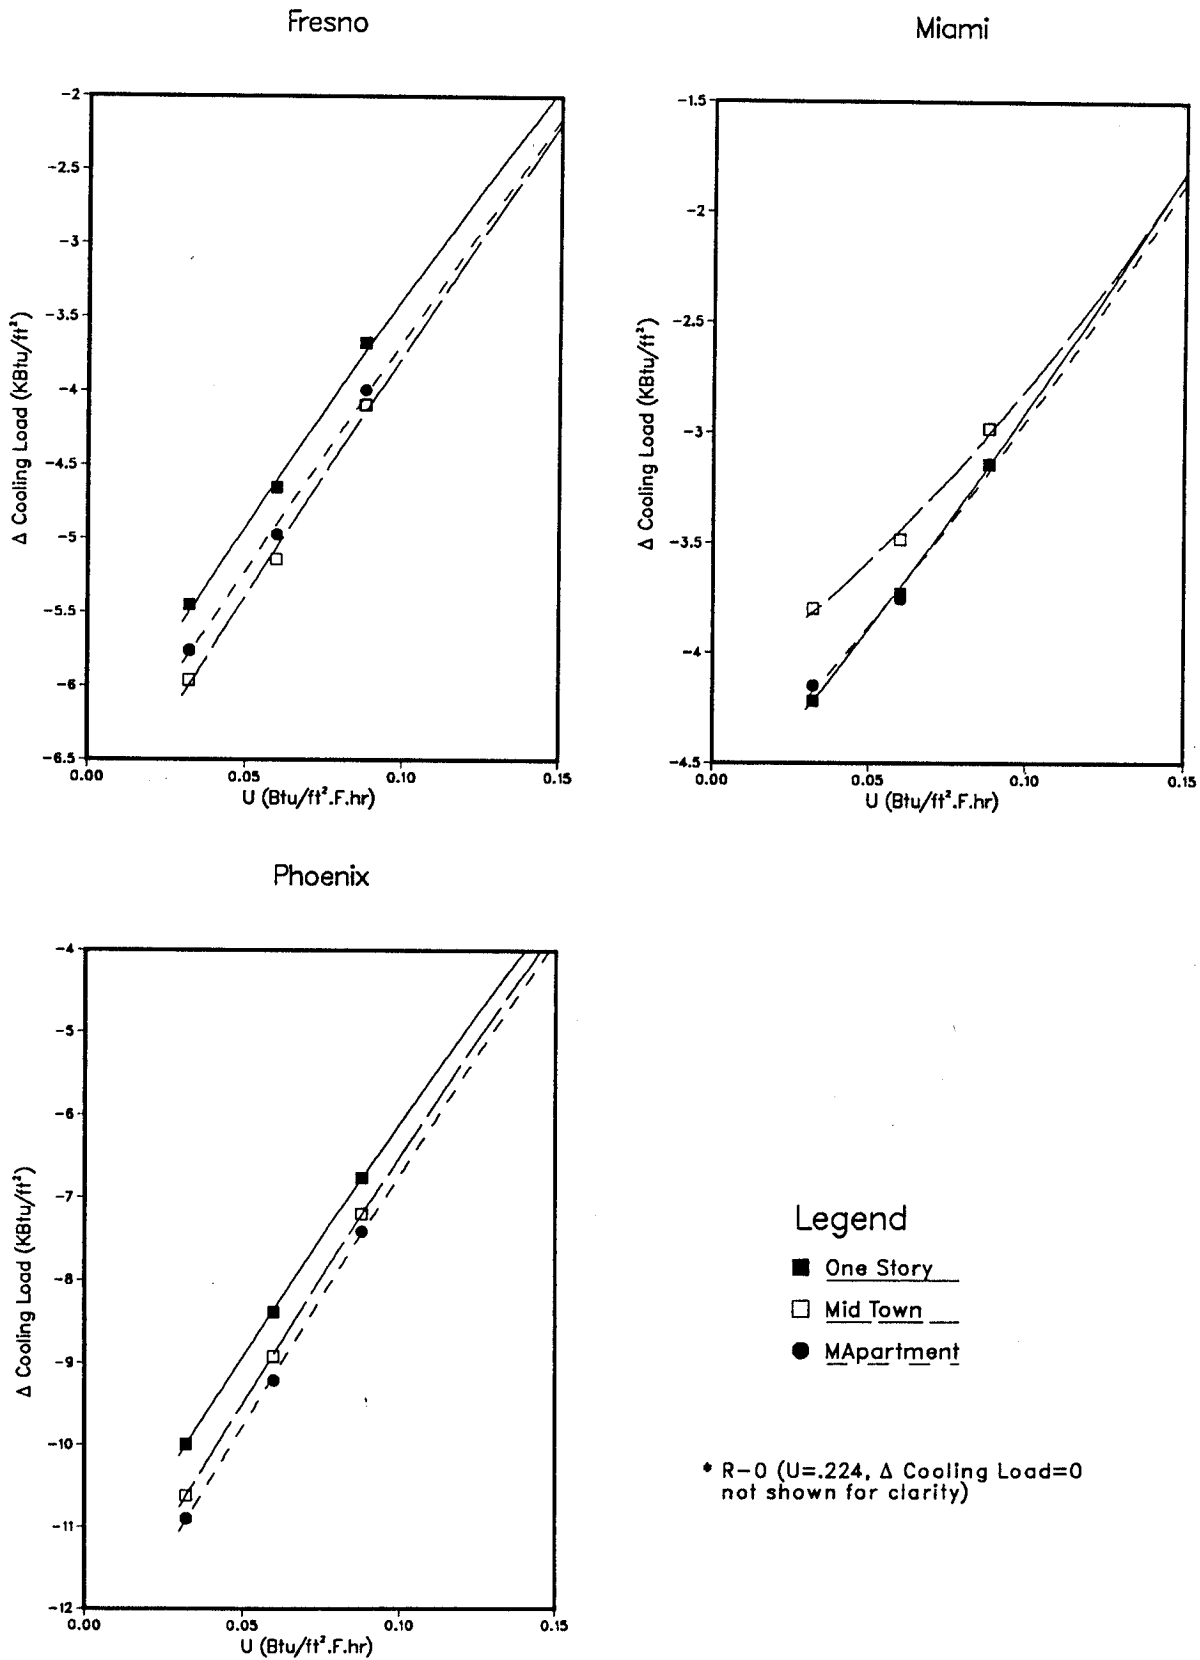 Fresno
-2
-2.5
-3
-3.5
-4
-4.5
-5
-5.5
-6
-6.5
0.00
0.05
0.10
0.15
Δ Cooling Load (KBtu/ft²)
U (Btu/ft².F.hr)
Miami
-1.5
-2
-2.5
-3
-3.5
-4
-4.5
0.00
0.05
0.10
0.15
Δ Cooling Load (KBtu/ft²)
U (Btu/ft².F.hr)
Phoenix
-4
-5
-6
-7
-8
-9
-10
-11
-12
0.00
0.05
0.10
0.15
Δ Cooling Load (KBtu/ft²)
U (Btu/ft².F.hr)
Legend
One Story
Mid Town
MApartment
* R-0 (U=.224, Δ Cooling Load=0
not shown for clarity)